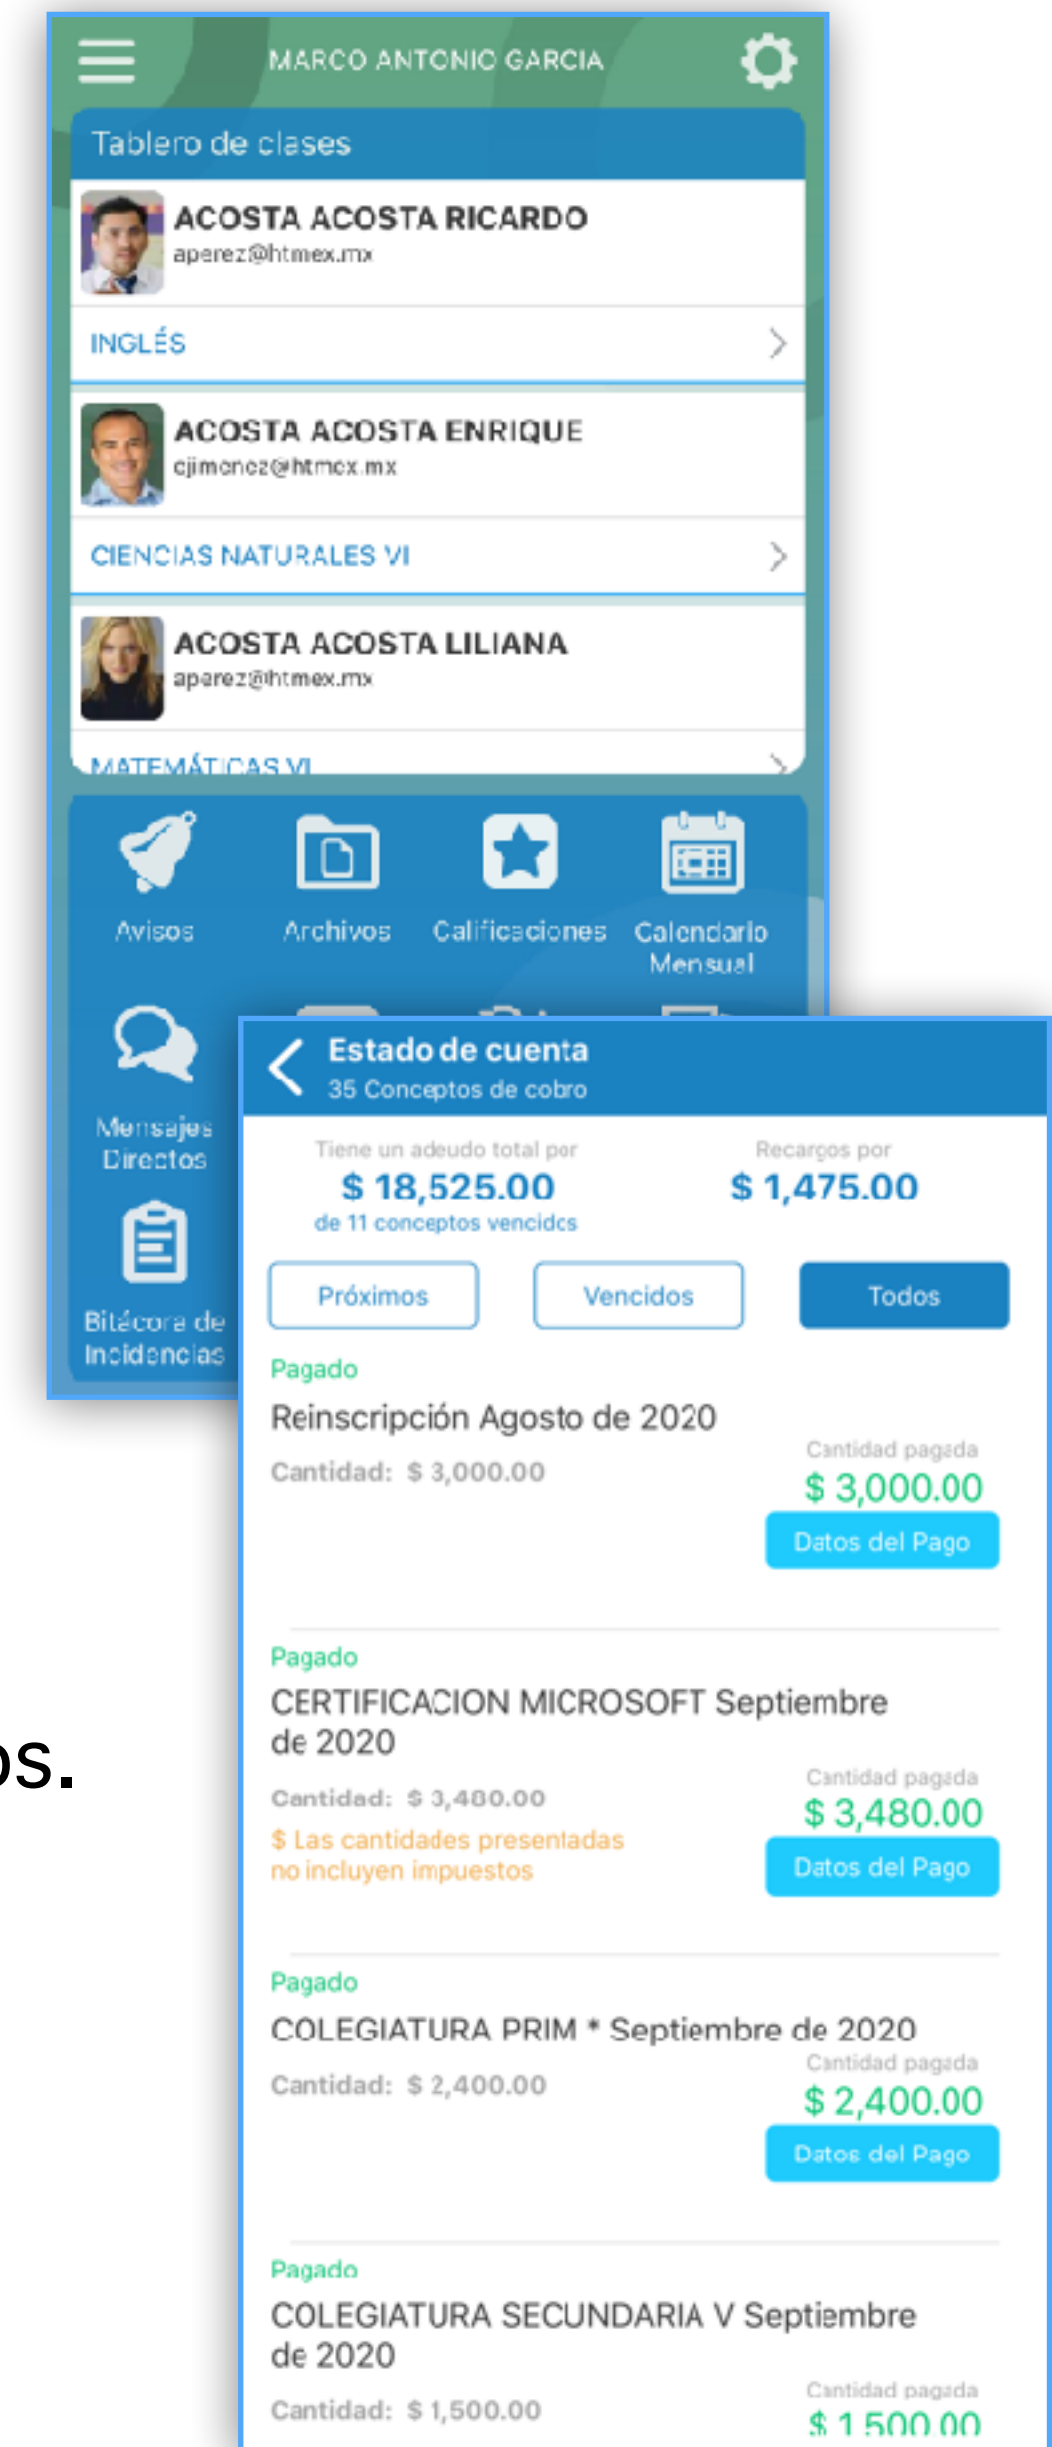 MARCO ANTONIO GARCIA
Tablero de clases
ACOSTA ACOSTA RICARDO
aperez@htmex.mx
INGLÉS
ACOSTA ACOSTA ENRIQUE
ejimenez@htmex.mx
CIENCIAS NATURALES VI
ACOSTA ACOSTA LILIANA
aperez@htmex.mx
MATEMÁTICAS VI
Avisos
Archivos
Calificaciones
Calendario
Mensual
Mensajes
Directos
Bitácora de
Incidencias
Estado de cuenta
35 Conceptos de cobro
Tiene un adeudo total por
$ 18,525.00
de 11 conceptos vencidos
Recargos por
$ 1,475.00
Próximos
Vencidos
Todos
Pagado
Reinscripción Agosto de 2020
Cantidad: $ 3,000.00
Cantidad pagada
$ 3,000.00
Datos del Pago
Pagado
CERTIFICACION MICROSOFT Septiembre
de 2020
Cantidad: $ 3,480.00
$ Las cantidades presentadas
no incluyen impuestos
Cantidad pagada
$ 3,480.00
Datos del Pago
os.
Pagado
COLEGIATURA PRIM * Septiembre de 2020
Cantidad: $ 2,400.00
Cantidad pagada
$ 2,400.00
Datos del Pago
Pagado
COLEGIATURA SECUNDARIA V Septiembre
de 2020
Cantidad: $ 1,500.00
Cantidad pagada
$ 1,500.00